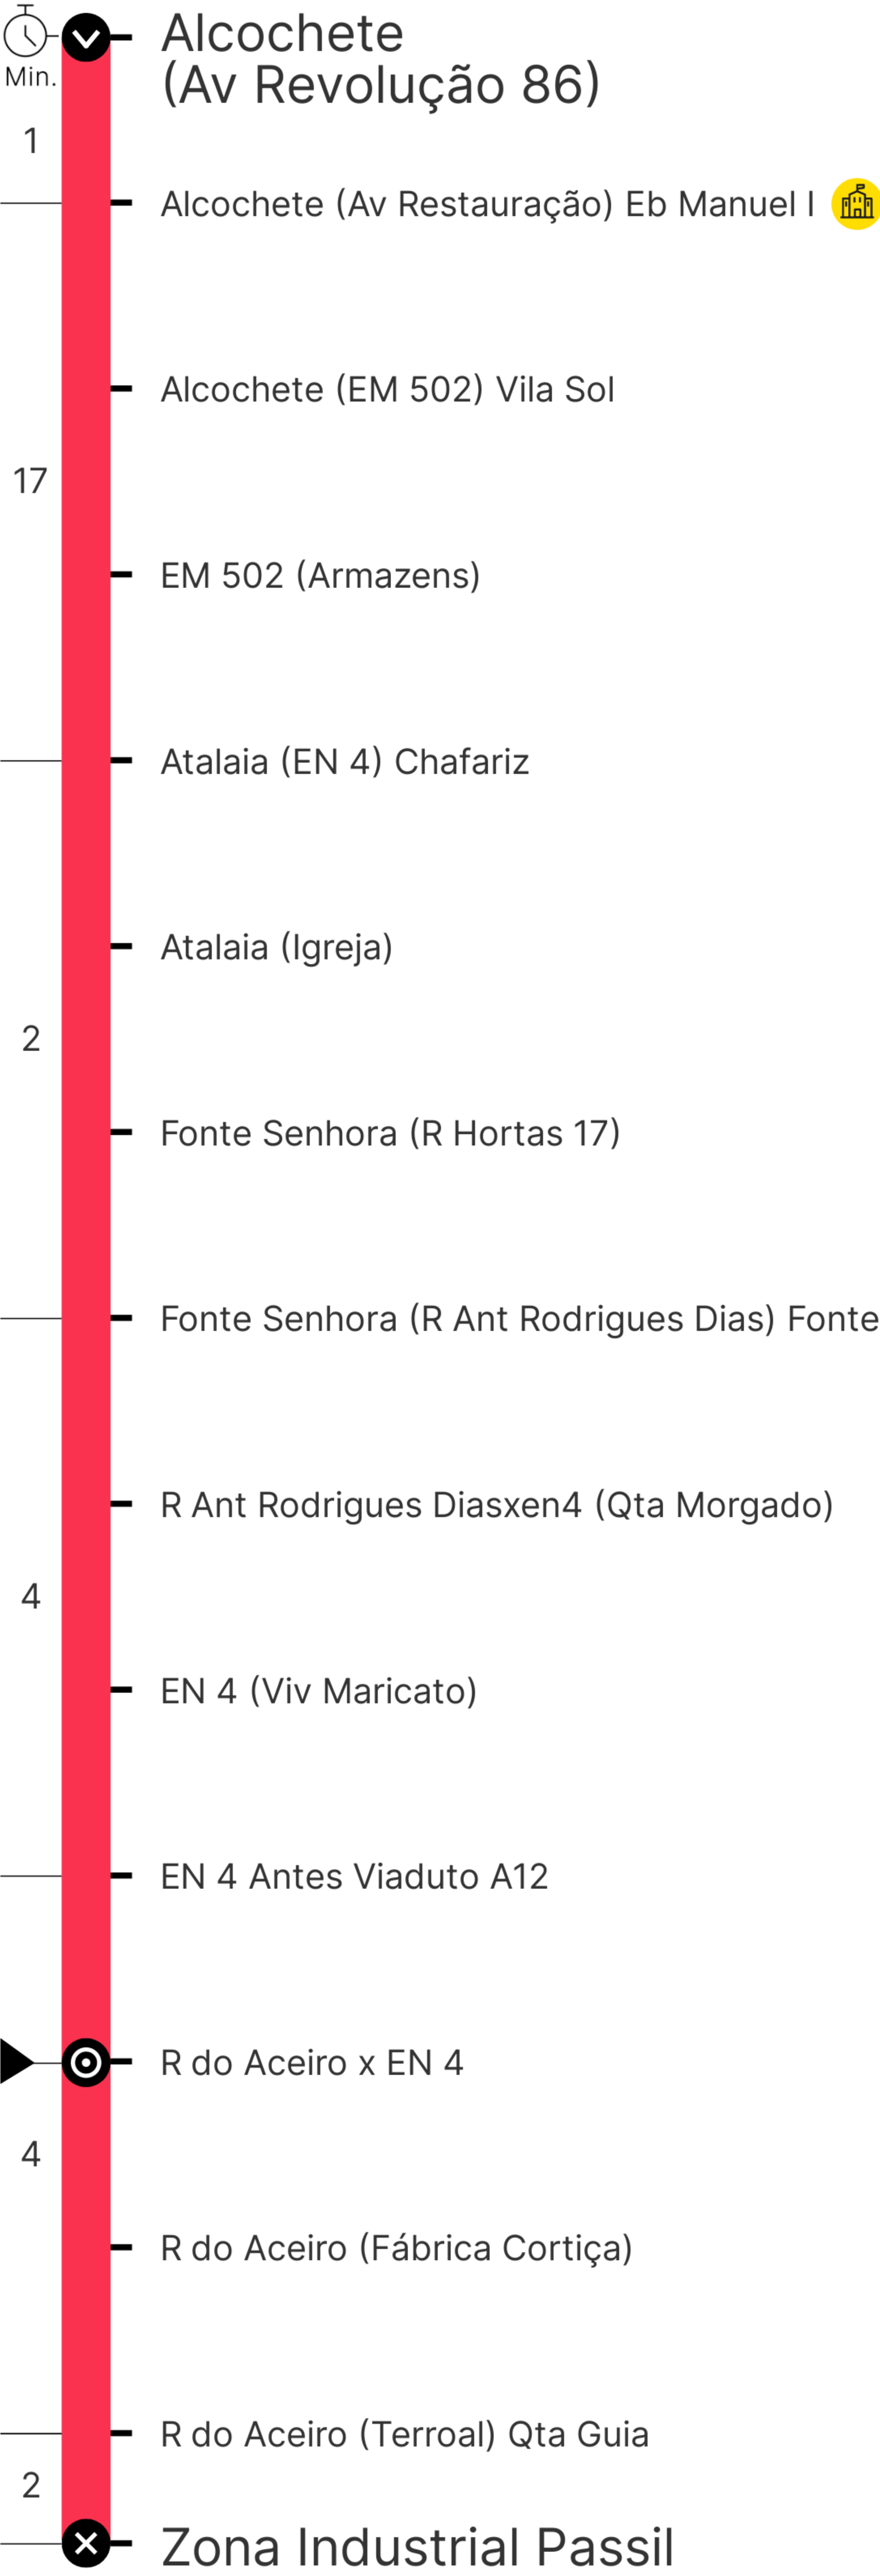 Min.
Alcochete
(Av Revolução 86)
1
Alcochete (Av Restauração) Eb Manuel I
Alcochete (EM 502) Vila Sol
17
EM 502 (Armazens)
Atalaia (EN 4) Chafariz
Atalaia (Igreja)
2
Fonte Senhora (R Hortas 17)
Fonte Senhora (R Ant Rodrigues Dias) Fonte
R Ant Rodrigues Diasxen4 (Qta Morgado)
4
EN 4 (Viv Maricato)
EN 4 Antes Viaduto A12
R do Aceiro x EN 4
4
R do Aceiro (Fábrica Cortiça)
R do Aceiro (Terroal) Qta Guia
2
Zona Industrial Passil